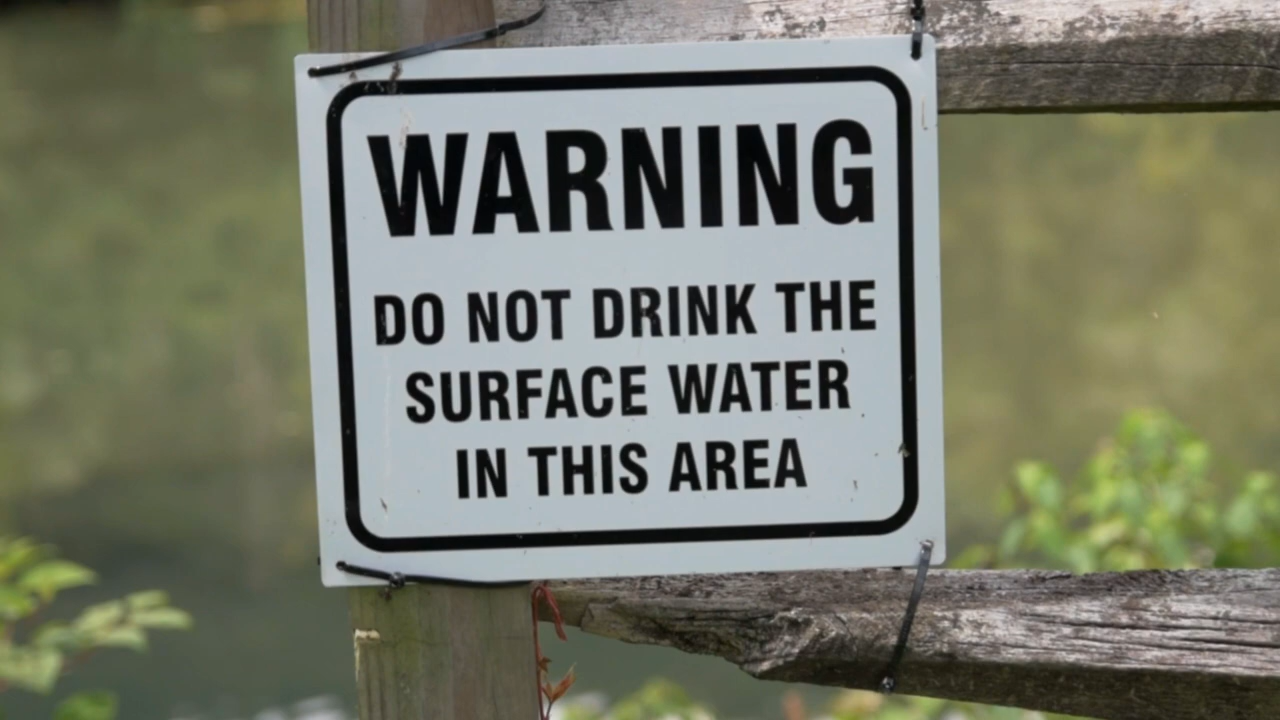 WARNING
DO NOT DRINK THE
SURFACE WATER
IN THIS AREA